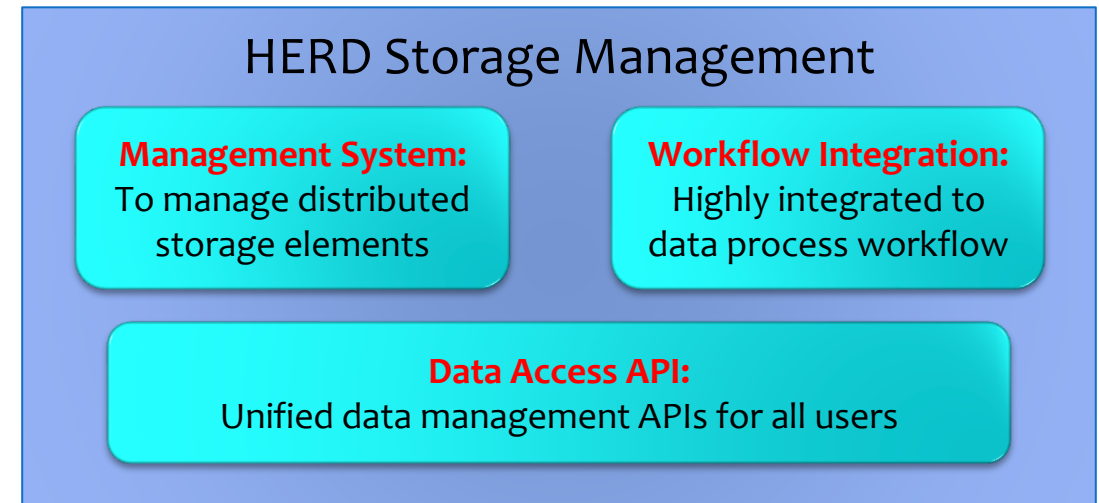 HERD Storage Management
Management System:
To manage distributed
storage elements
Workflow Integration:
Highly integrated to
data process workflow
Data Access API:
Unified data management APIs for all users